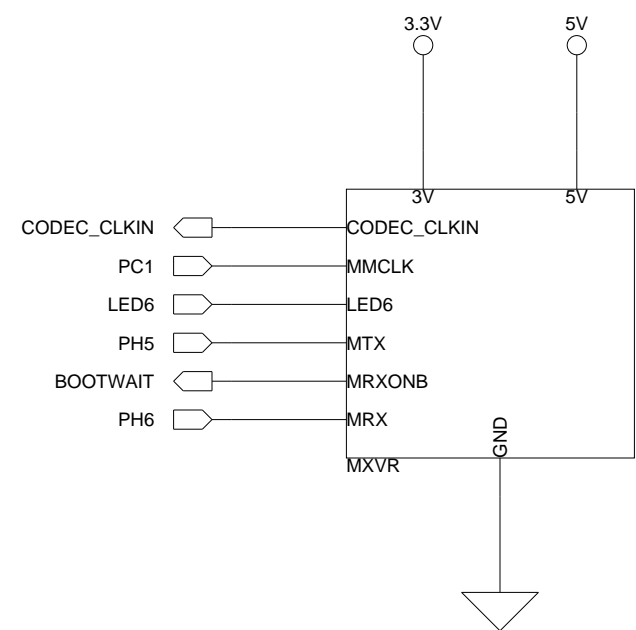 3.3V 5V
3V 5V
CODEC_CLKIN CODEC_CLKIN
PC1 MMCLK
LED6 LED6
PH5 MTX
BOOTWAIT MRXONB
PH6 MRX
GND
MXVR